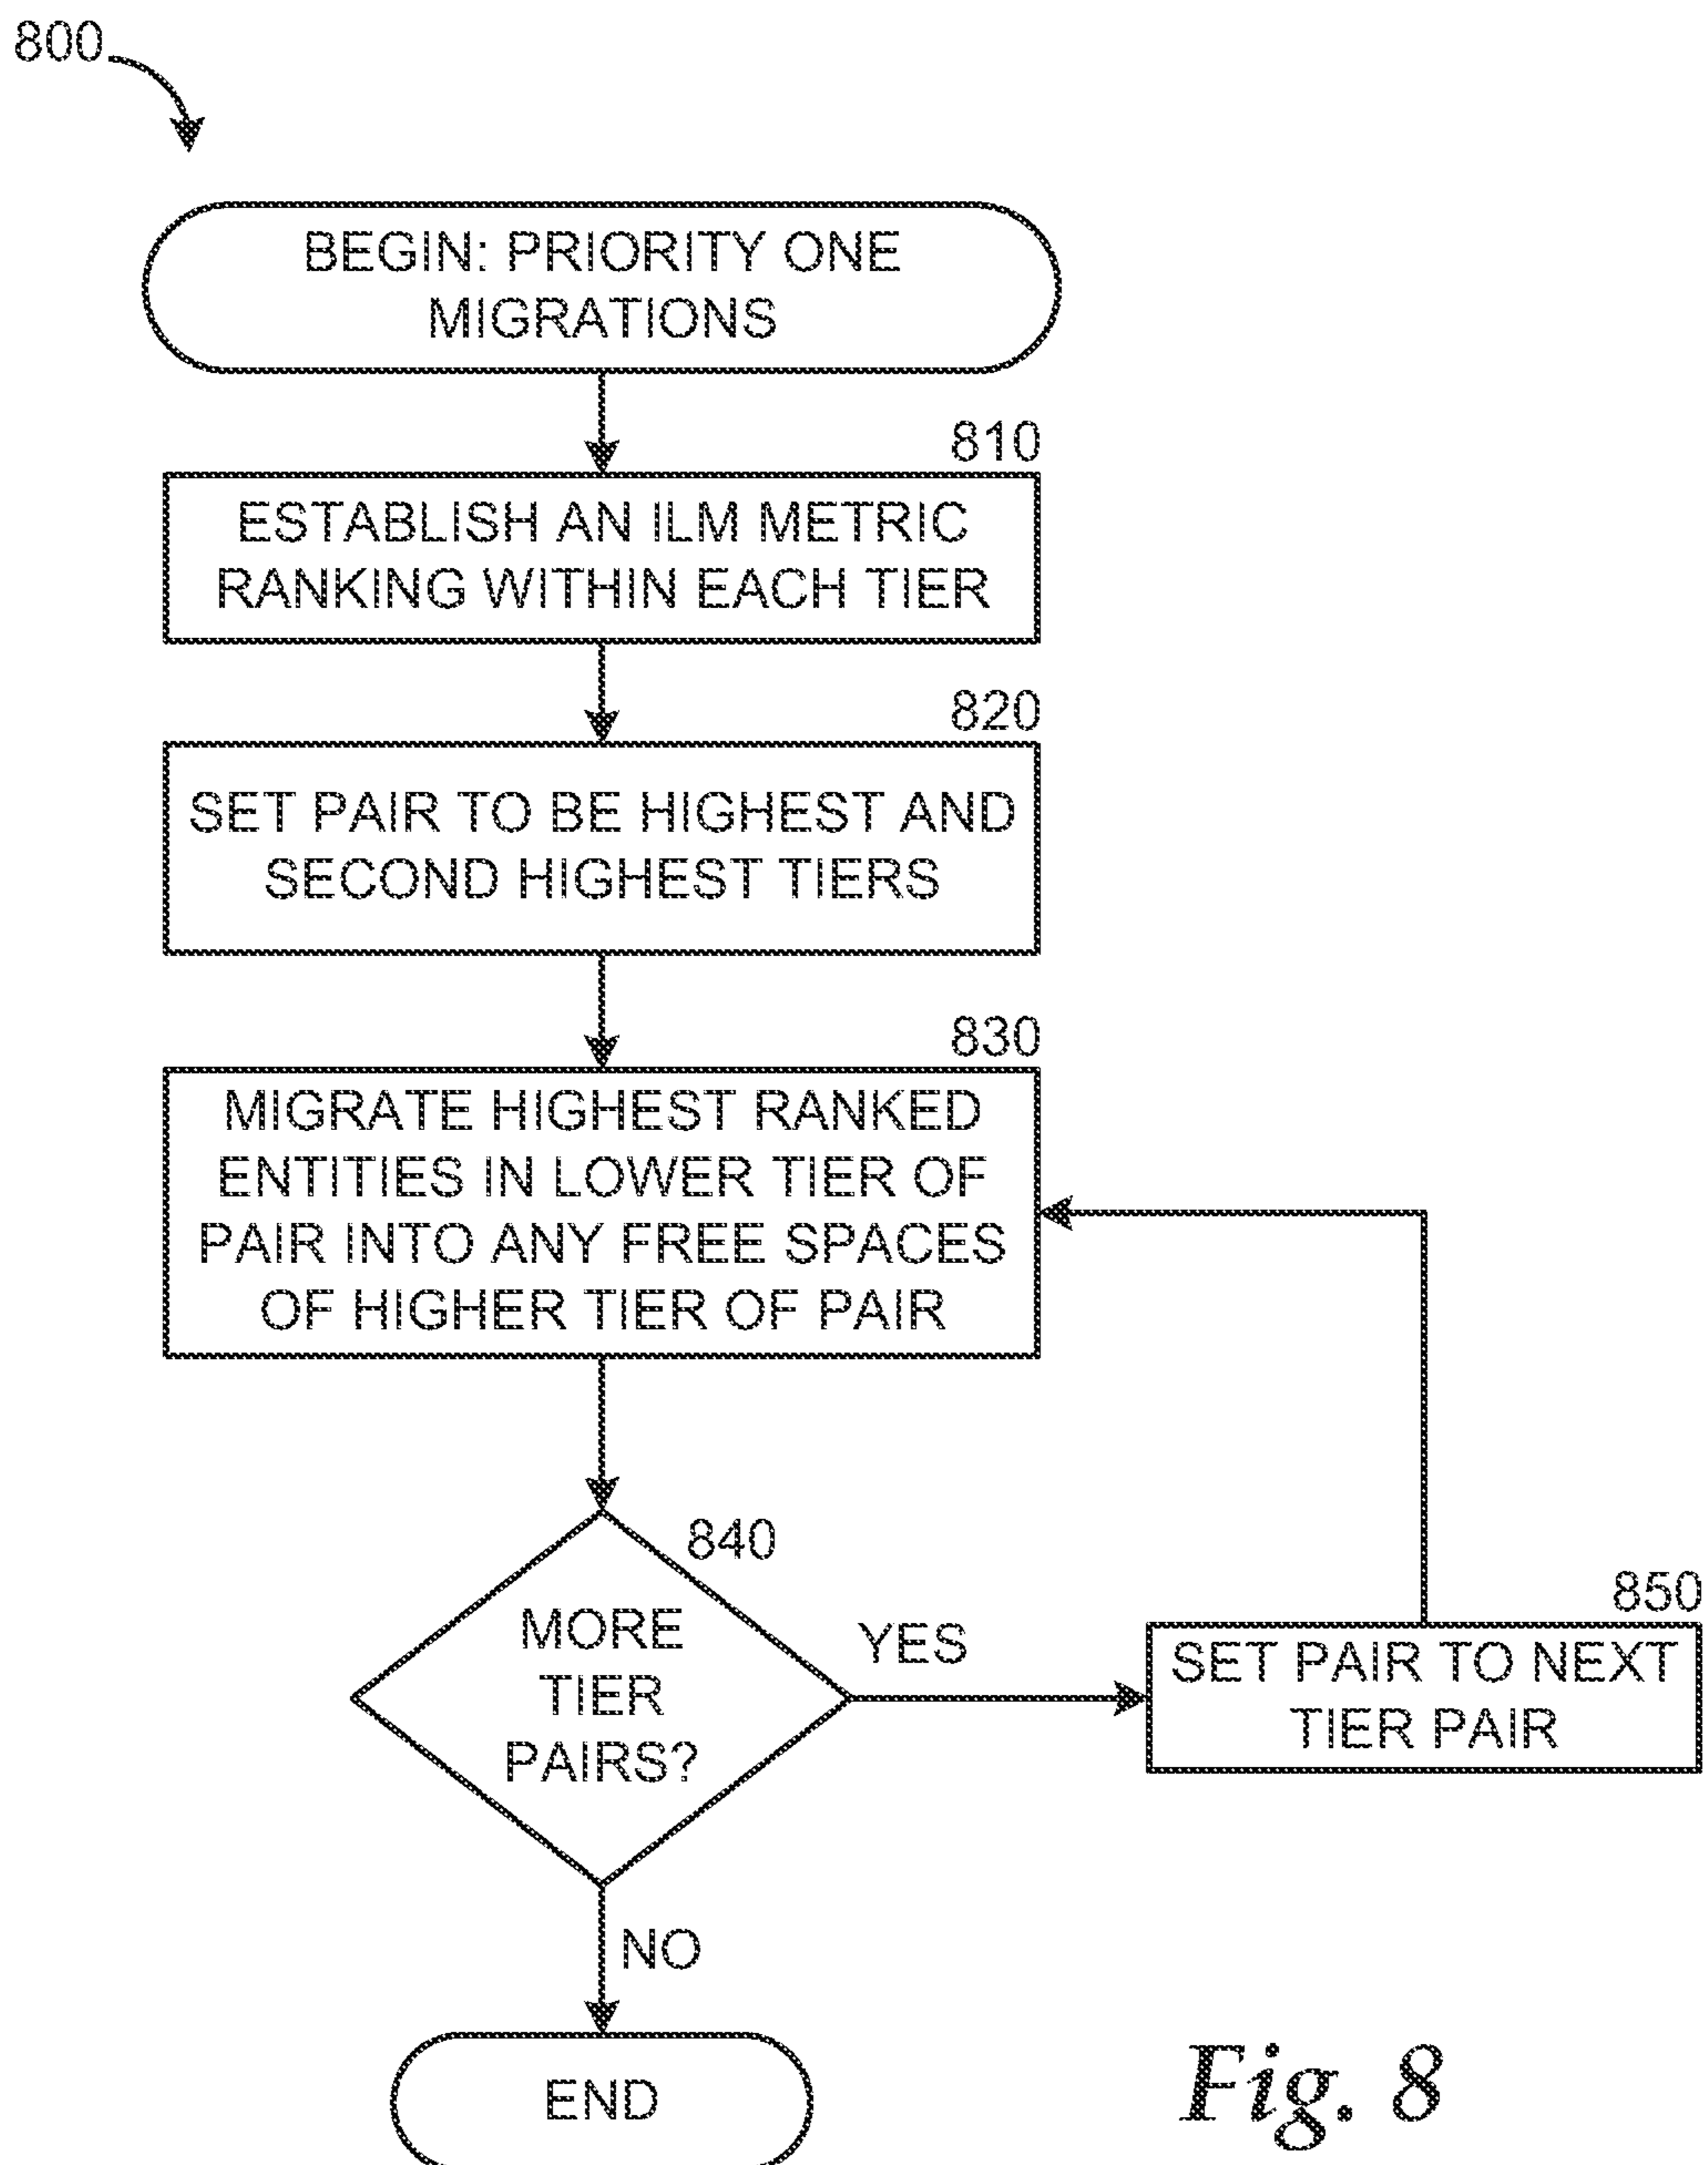 800
BEGIN: PRIORITY ONE
MIGRATIONS
810
ESTABLISH AN ILM METRIC
RANKING WITHIN EACH TIER
820
SET PAIR TO BE HIGHEST AND
SECOND HIGHEST TIERS
830
MIGRATE HIGHEST RANKED
ENTITIES IN LOWER TIER OF
PAIR INTO ANY FREE SPACES
OF HIGHER TIER OF PAIR
840
MORE
TIER
PAIRS?
YES
850
SET PAIR TO NEXT
TIER PAIR
NO
END
Fig. 8